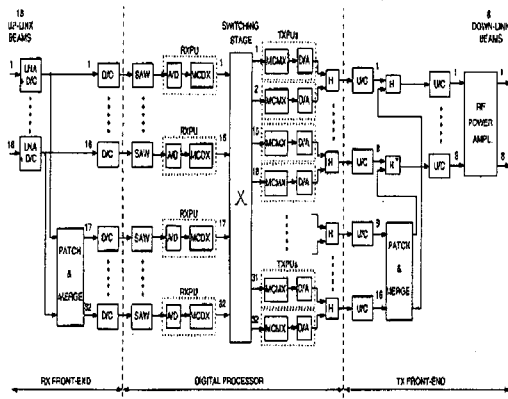 16
UP-LINK
BEAMS
SWITCHING
STAGE
6
DOWN-LINK
BEAMS
RXPU
TXPUs
1
LNA
D/C
1
D/C
SAW
A/D
MCDX
1
1
MCMX
D/A
H
U/C
1
H
U/C
1
RF
POWER
AMPL.
1
2
MCMX
D/A
RXPU
16
LNA
D/C
16
D/C
SAW
A/D
MCDX
16
15
MCMX
D/A
16
MCMX
D/A
H
U/C
8
H
U/C
8
8
X
RXPU
17
D/C
SAW
A/D
MCDX
17
H
U/C
9
PATCH
&
MERGE
TXPUs
31
MCMX
D/A
PATCH
&
MERGE
RXPU
32
D/C
SAW
A/D
MCDX
32
H
U/C
16
32
MCMX
D/A
RX FRONT-END
DIGITAL PROCESSOR
TX FRONT-END